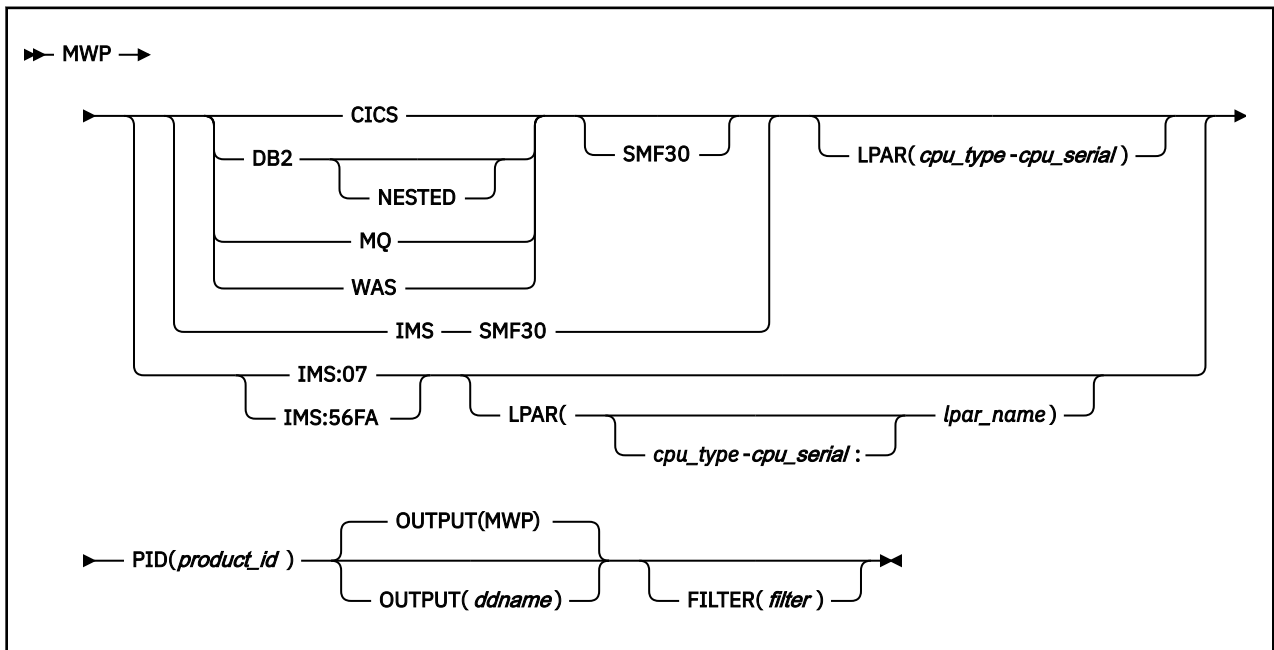 MWP
CICS
DB2
SMF30
LPAR( cpu_type -cpu_serial )
NESTED
MQ
WAS
IMS SMF30
IMS:07
IMS:56FA
LPAR( lpar_name )
cpu_type -cpu_serial :
OUTPUT(MWP)
PID(product_id )
OUTPUT( ddname )
FILTER( filter )